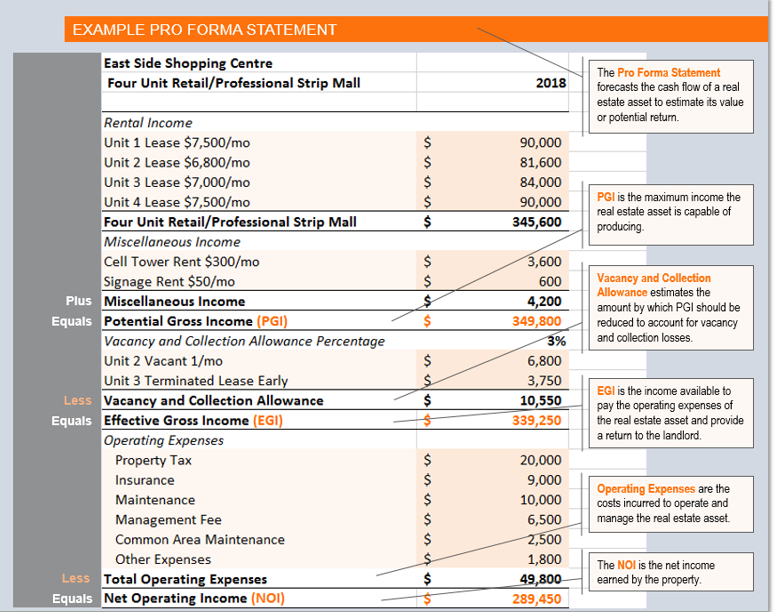 EXAMPLE PRO FORMA STATEMENT
East Side Shopping Centre
Four Unit Retail/Professional Strip Mall 2018
Rental Income
Unit 1 Lease $7,500/mo $ 90,000
Unit 2 Lease $6,800/mo $ 81,600
Unit 3 Lease $7,000/mo $ 84,000
Unit 4 Lease $7,500/mo $ 90,000
Four Unit Retail/Professional Strip Mall $ 345,600
Miscellaneous Income
Cell Tower Rent $300/mo $ 3,600
Signage Rent $50/mo $ 600
Plus Miscellaneous Income $ 4,200
Equals Potential Gross Income (PGI) $ 349,800
Vacancy and Collection Allowance Percentage 3%
Unit 2 Vacant 1/mo $ 6,800
Unit 3 Terminated Lease Early $ 3,750
Less Vacancy and Collection Allowance $ 10,550
Equals Effective Gross Income (EGI) $ 339,250
Operating Expenses
Property Tax $ 20,000
Insurance $ 9,000
Maintenance $ 10,000
Management Fee $ 6,500
Common Area Maintenance $ 2,500
Other Expenses $ 1,800
Less Total Operating Expenses $ 49,800
Equals Net Operating Income (NOI) $ 289,450
The Pro Forma Statement
forecasts the cash flow of a real
estate asset to estimate its value
or potential return.
PGI is the maximum income the
real estate asset is capable of
producing.
Vacancy and Collection
Allowance estimates the
amount by which PGI should be
reduced to account for vacancy
and collection losses.
EGI is the income available to
pay the operating expenses of
the real estate asset and provide
a return to the landlord.
Operating Expenses are the
costs incurred to operate and
manage the real estate asset.
The NOI is the net income
earned by the property.